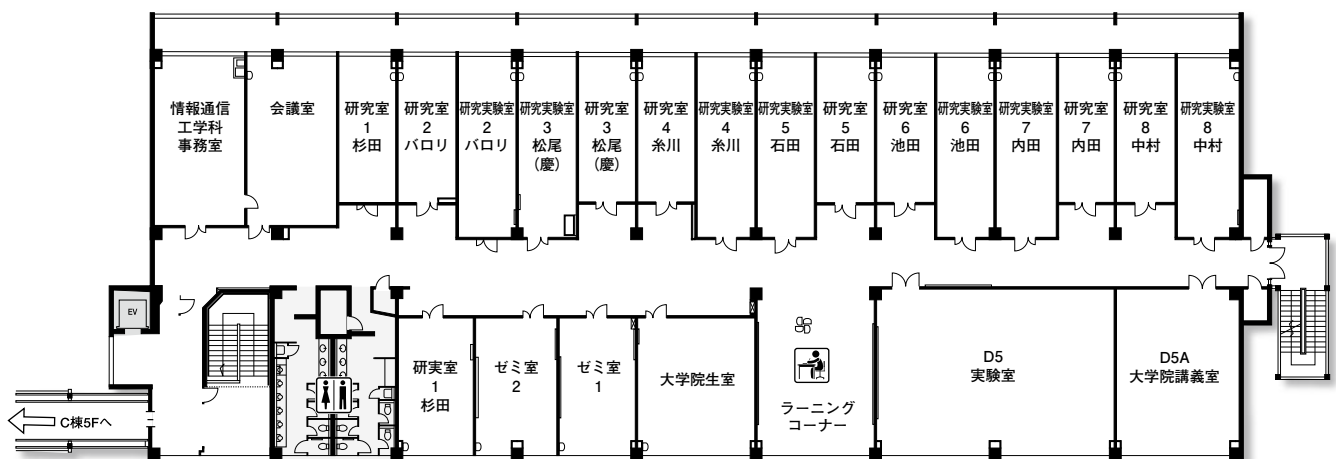 情報通信
工学科
事務室
会議室
研究室
1
杉田
研究室
2
バロリ
研究実験室
2
バロリ
研究実験室
3
松尾
(慶)
研究室
3
松尾
(慶)
研究室
4
糸川
研究実験室
4
糸川
研究実験室
5
石田
研究室
5
石田
研究室
6
池田
研究実験室
6
池田
研究実験室
7
内田
研究室
7
内田
研究室
8
中村
研究実験室
8
中村
EV
研実室
1
杉田
ゼミ室
2
ゼミ室
1
大学院生室
ラーニング
コーナー
D5
実験室
D5A
大学院講義室
C棟5Fへ